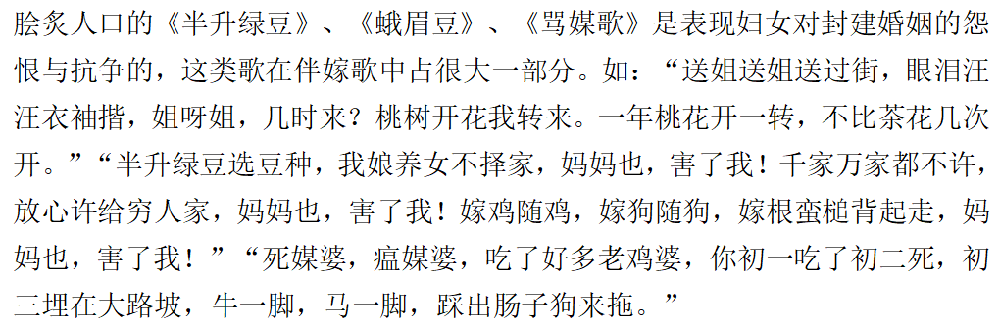 脍炙人口的《半升绿豆》、《蛾眉豆》、《骂媒歌》是表现妇女对封建婚姻的怨
恨与抗争的，这类歌在伴嫁歌中占很大一部分。如：“送姐送姐送过街，眼泪汪
汪衣袖揩，姐呀姐，几时来？桃树开花我转来。一年桃花开一转，不比茶花几次
开。”“半升绿豆选豆种，我娘养女不择家，妈妈也，害了我！千家万家都不许，
放心许给穷人家，妈妈也，害了我！嫁鸡随鸡，嫁狗随狗，嫁根蛮槌背起走，妈
妈也，害了我！”“死媒婆，瘟媒婆，吃了好多老鸡婆，你初一吃了初二死，初
三埋在大路坡，牛一脚，马一脚，踩出肠子狗来拖。”